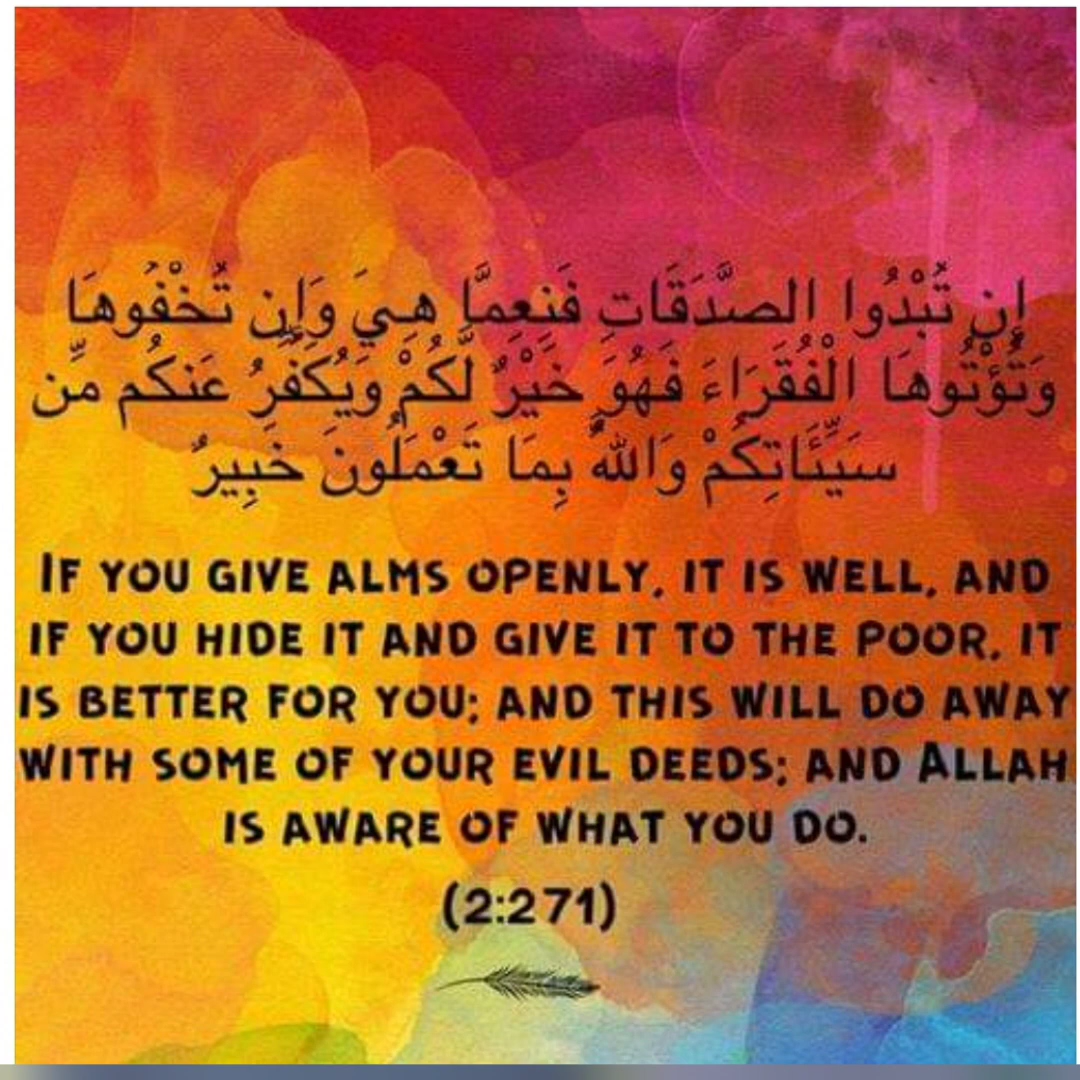 إِن تُبْدُوا الصَّدَقَاتِ فَنِعِمَّا هِيَ وَإِن تُخْفُوهَا
وَتُؤْتُوهَا الْفُقَرَاءَ فَهُوَ خَيْرٌ لَّكُمْ وَيُكَفِّرُ عَنكُم مِّن
سَيِّئَاتِكُمْ وَاللَّهُ بِمَا تَعْمَلُونَ خَبِيرٌ
IF YOU GIVE ALMS OPENLY, IT IS WELL, AND
IF YOU HIDE IT AND GIVE IT TO THE POOR, IT
IS BETTER FOR YOU; AND THIS WILL DO AWAY
WITH SOME OF YOUR EVIL DEEDS; AND ALLAH
IS AWARE OF WHAT YOU DO.
(2:271)